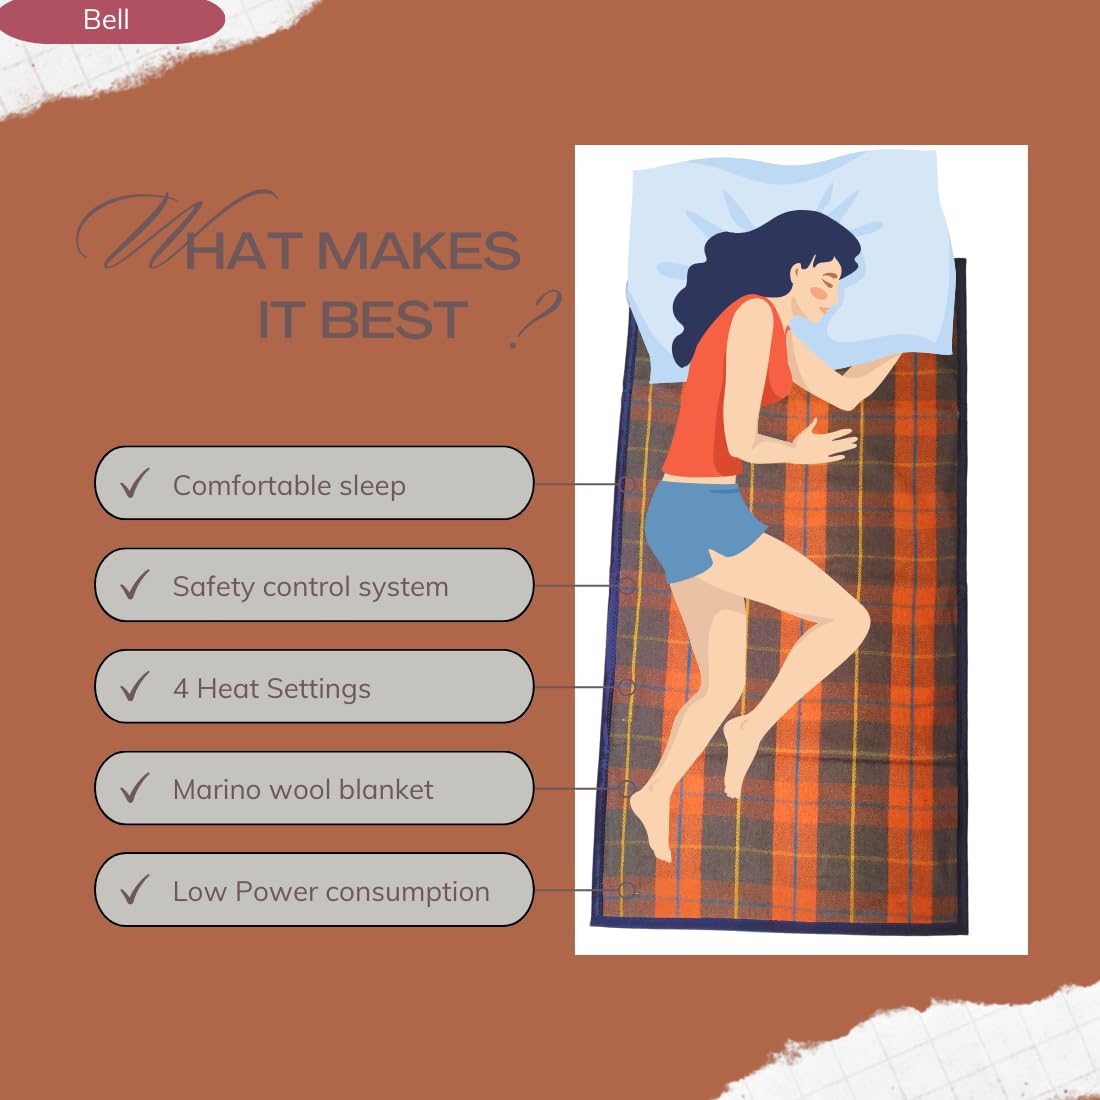 Bell
WHAT MAKES
IT BEST ?
Comfortable sleep
Safety control system
4 Heat Settings
Marino wool blanket
Low Power consumption